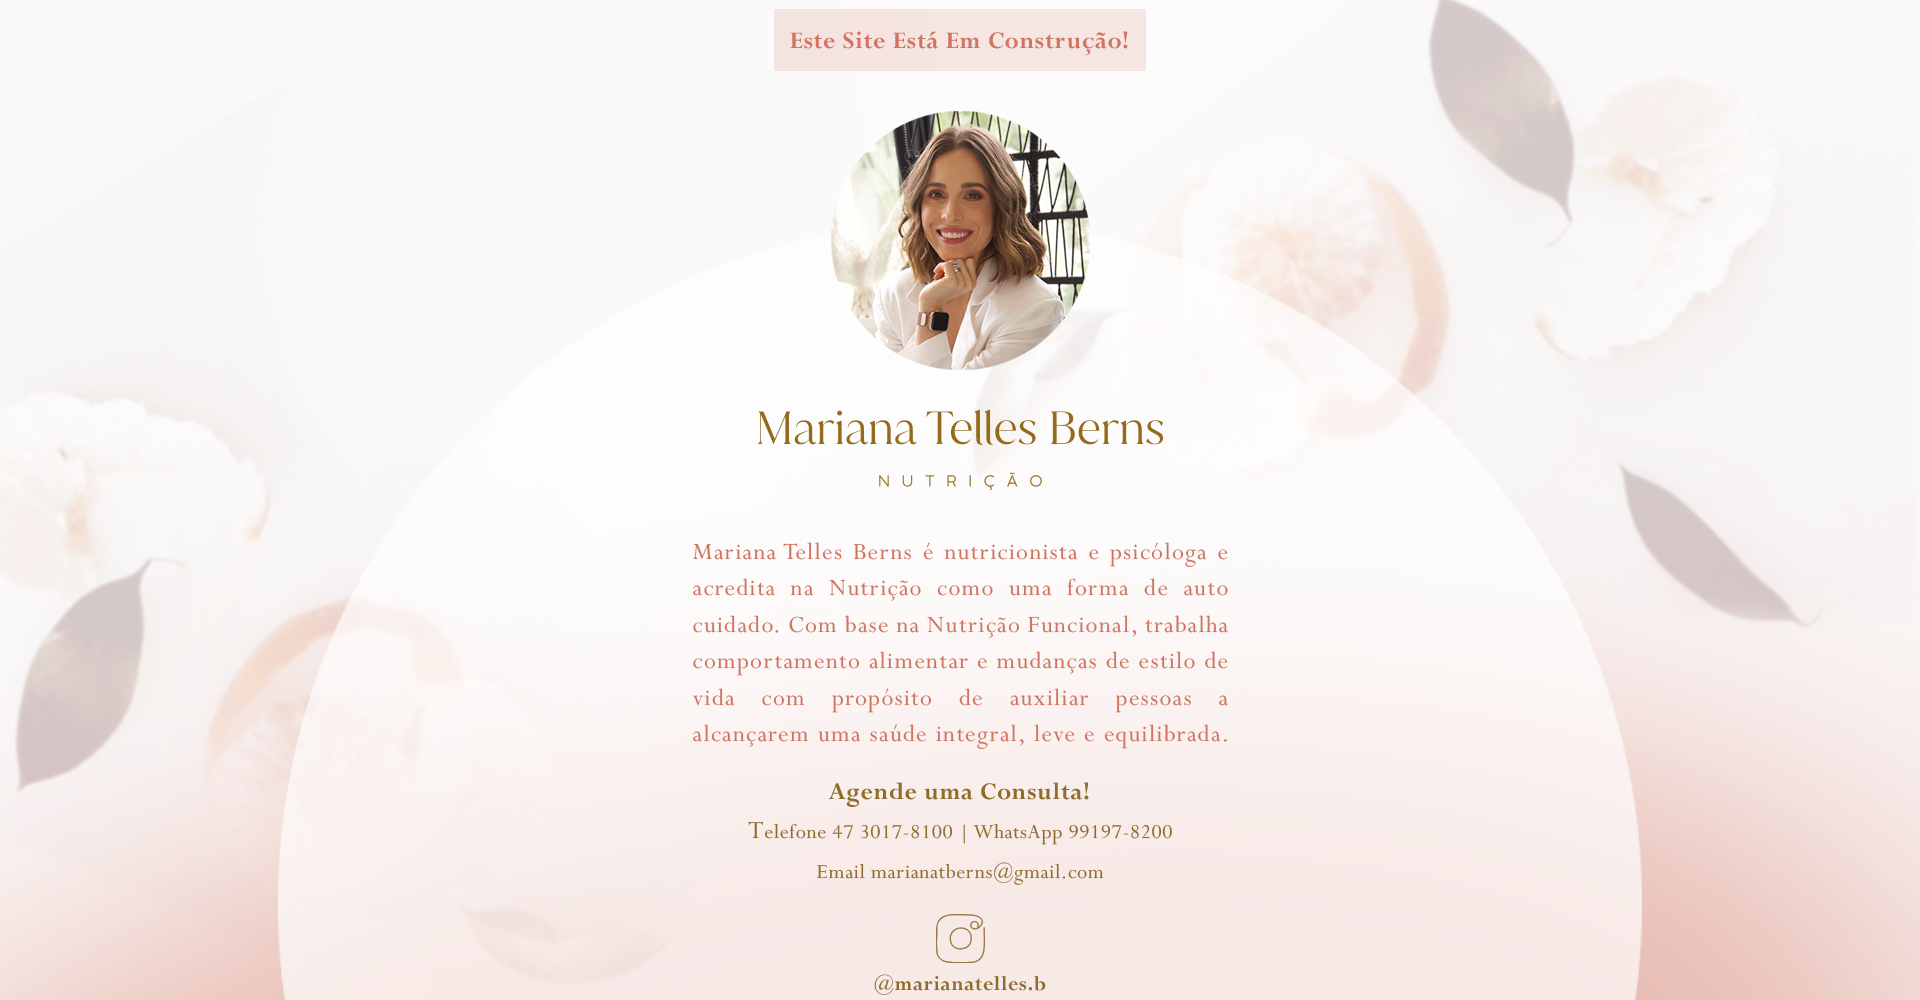 Este Site Está Em Construção!
Mariana Telles Berns
NUTRIÇÃO
Mariana Telles Berns é nutricionista e psicóloga e
acredita na Nutrição como uma forma de auto
cuidado. Com base na Nutrição Funcional, trabalha
comportamento alimentar e mudanças de estilo de
vida com propósito de auxiliar pessoas a
alcançarem uma saúde integral, leve e equilibrada.
Agende uma Consulta!
Telefone 47 3017-8100 | WhatsApp 99197-8200
Email marianatberns@gmail.com
@marianatelles.b